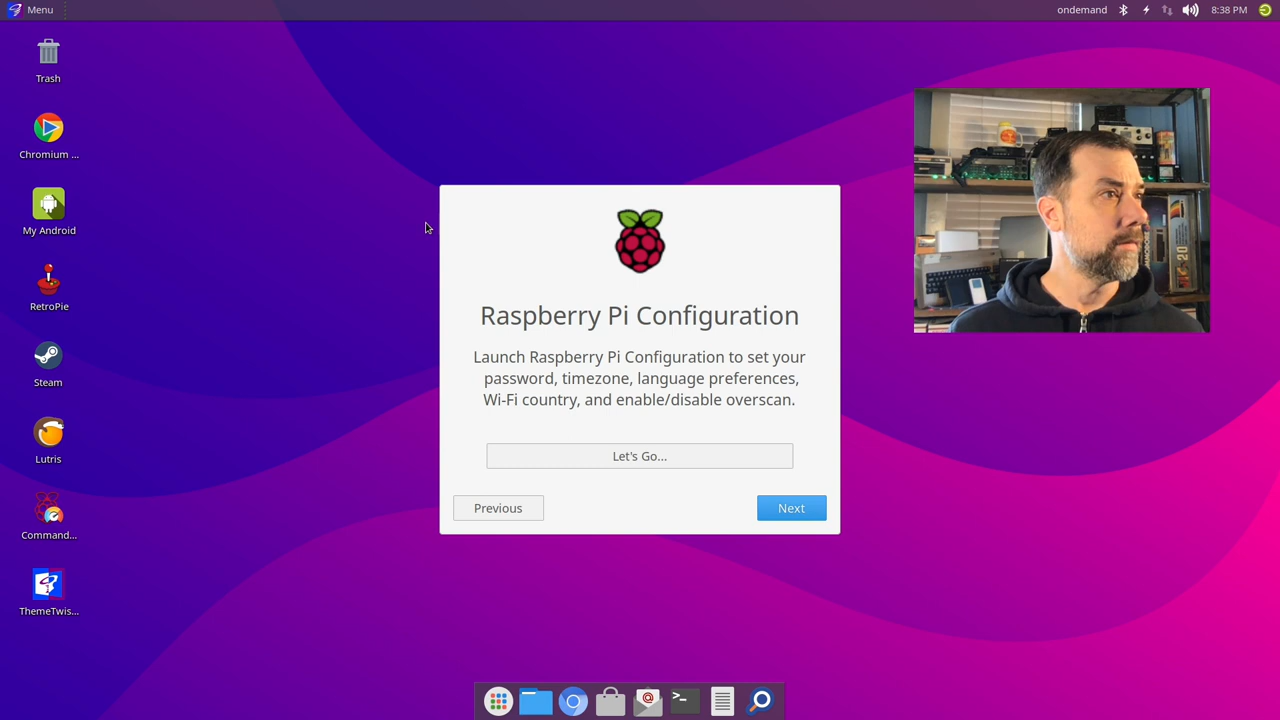 Menu
ondemand
8:38 PM
Trash
Chromium ...
My Android
RetroPie
Steam
Lutris
Command...
ThemeTwis...
Raspberry Pi Configuration
Launch Raspberry Pi Configuration to set your
password, timezone, language preferences,
Wi-Fi country, and enable/disable overscan.
Let's Go...
Previous
Next